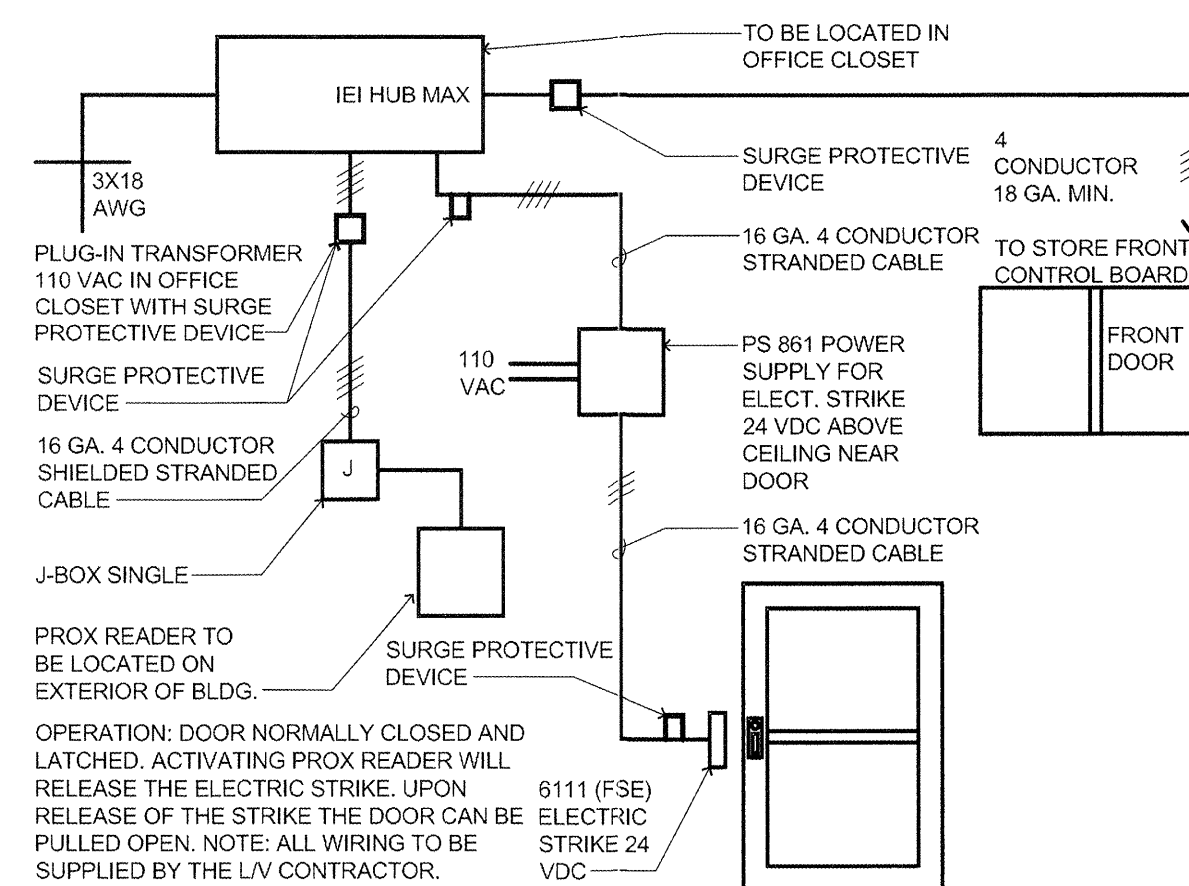 TO BE LOCATED IN
OFFICE CLOSET
IEI HUB MAX
3X18
AWG
SURGE PROTECTIVE
DEVICE
4
CONDUCTOR
18 GA. MIN.
PLUG-IN TRANSFORMER
110 VAC IN OFFICE
CLOSET WITH SURGE
PROTECTIVE DEVICE
16 GA. 4 CONDUCTOR
STRANDED CABLE
TO STORE FRONT
CONTROL BOARD
FRONT
DOOR
110
VAC
PS 861 POWER
SUPPLY FOR
ELECT. STRIKE
24 VDC ABOVE
CEILING NEAR
DOOR
SURGE PROTECTIVE
DEVICE
16 GA. 4 CONDUCTOR
SHIELDED STRANDED
CABLE
J
16 GA. 4 CONDUCTOR
STRANDED CABLE
J-BOX SINGLE
PROX READER TO
BE LOCATED ON
EXTERIOR OF BLDG.
SURGE PROTECTIVE
DEVICE
OPERATION: DOOR NORMALLY CLOSED AND
LATCHED. ACTIVATING PROX READER WILL
RELEASE THE ELECTRIC STRIKE. UPON
RELEASE OF THE STRIKE THE DOOR CAN BE
PULLED OPEN. NOTE: ALL WIRING TO BE
SUPPLIED BY THE L/V CONTRACTOR.
6111 (FSE)
ELECTRIC
STRIKE 24
VDC